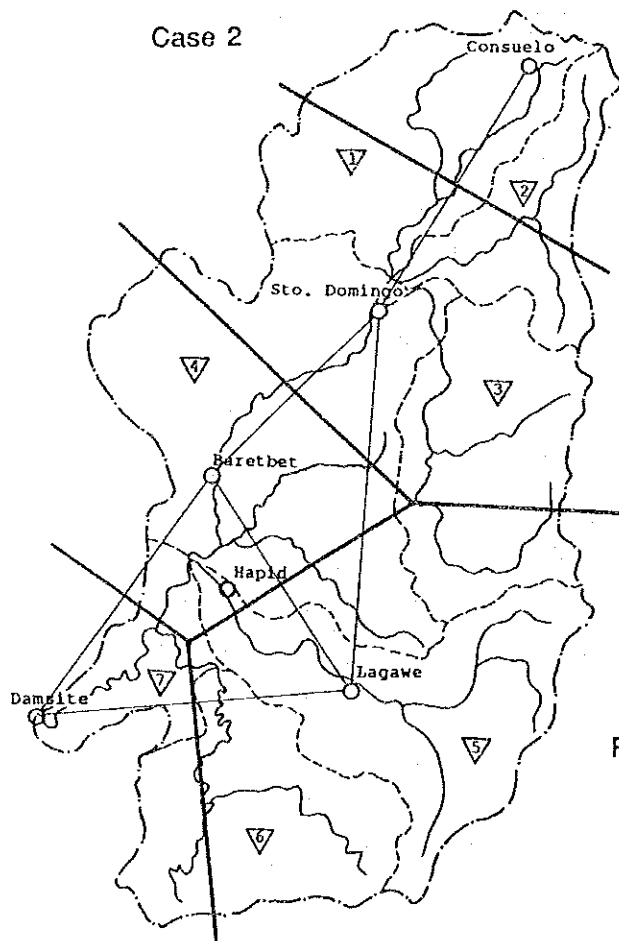 Case 2
Consuelo
1
2
Sto. Domingo
4
3
Baretbet
Hapid
Lagawe
Damsite
7
5
F
6